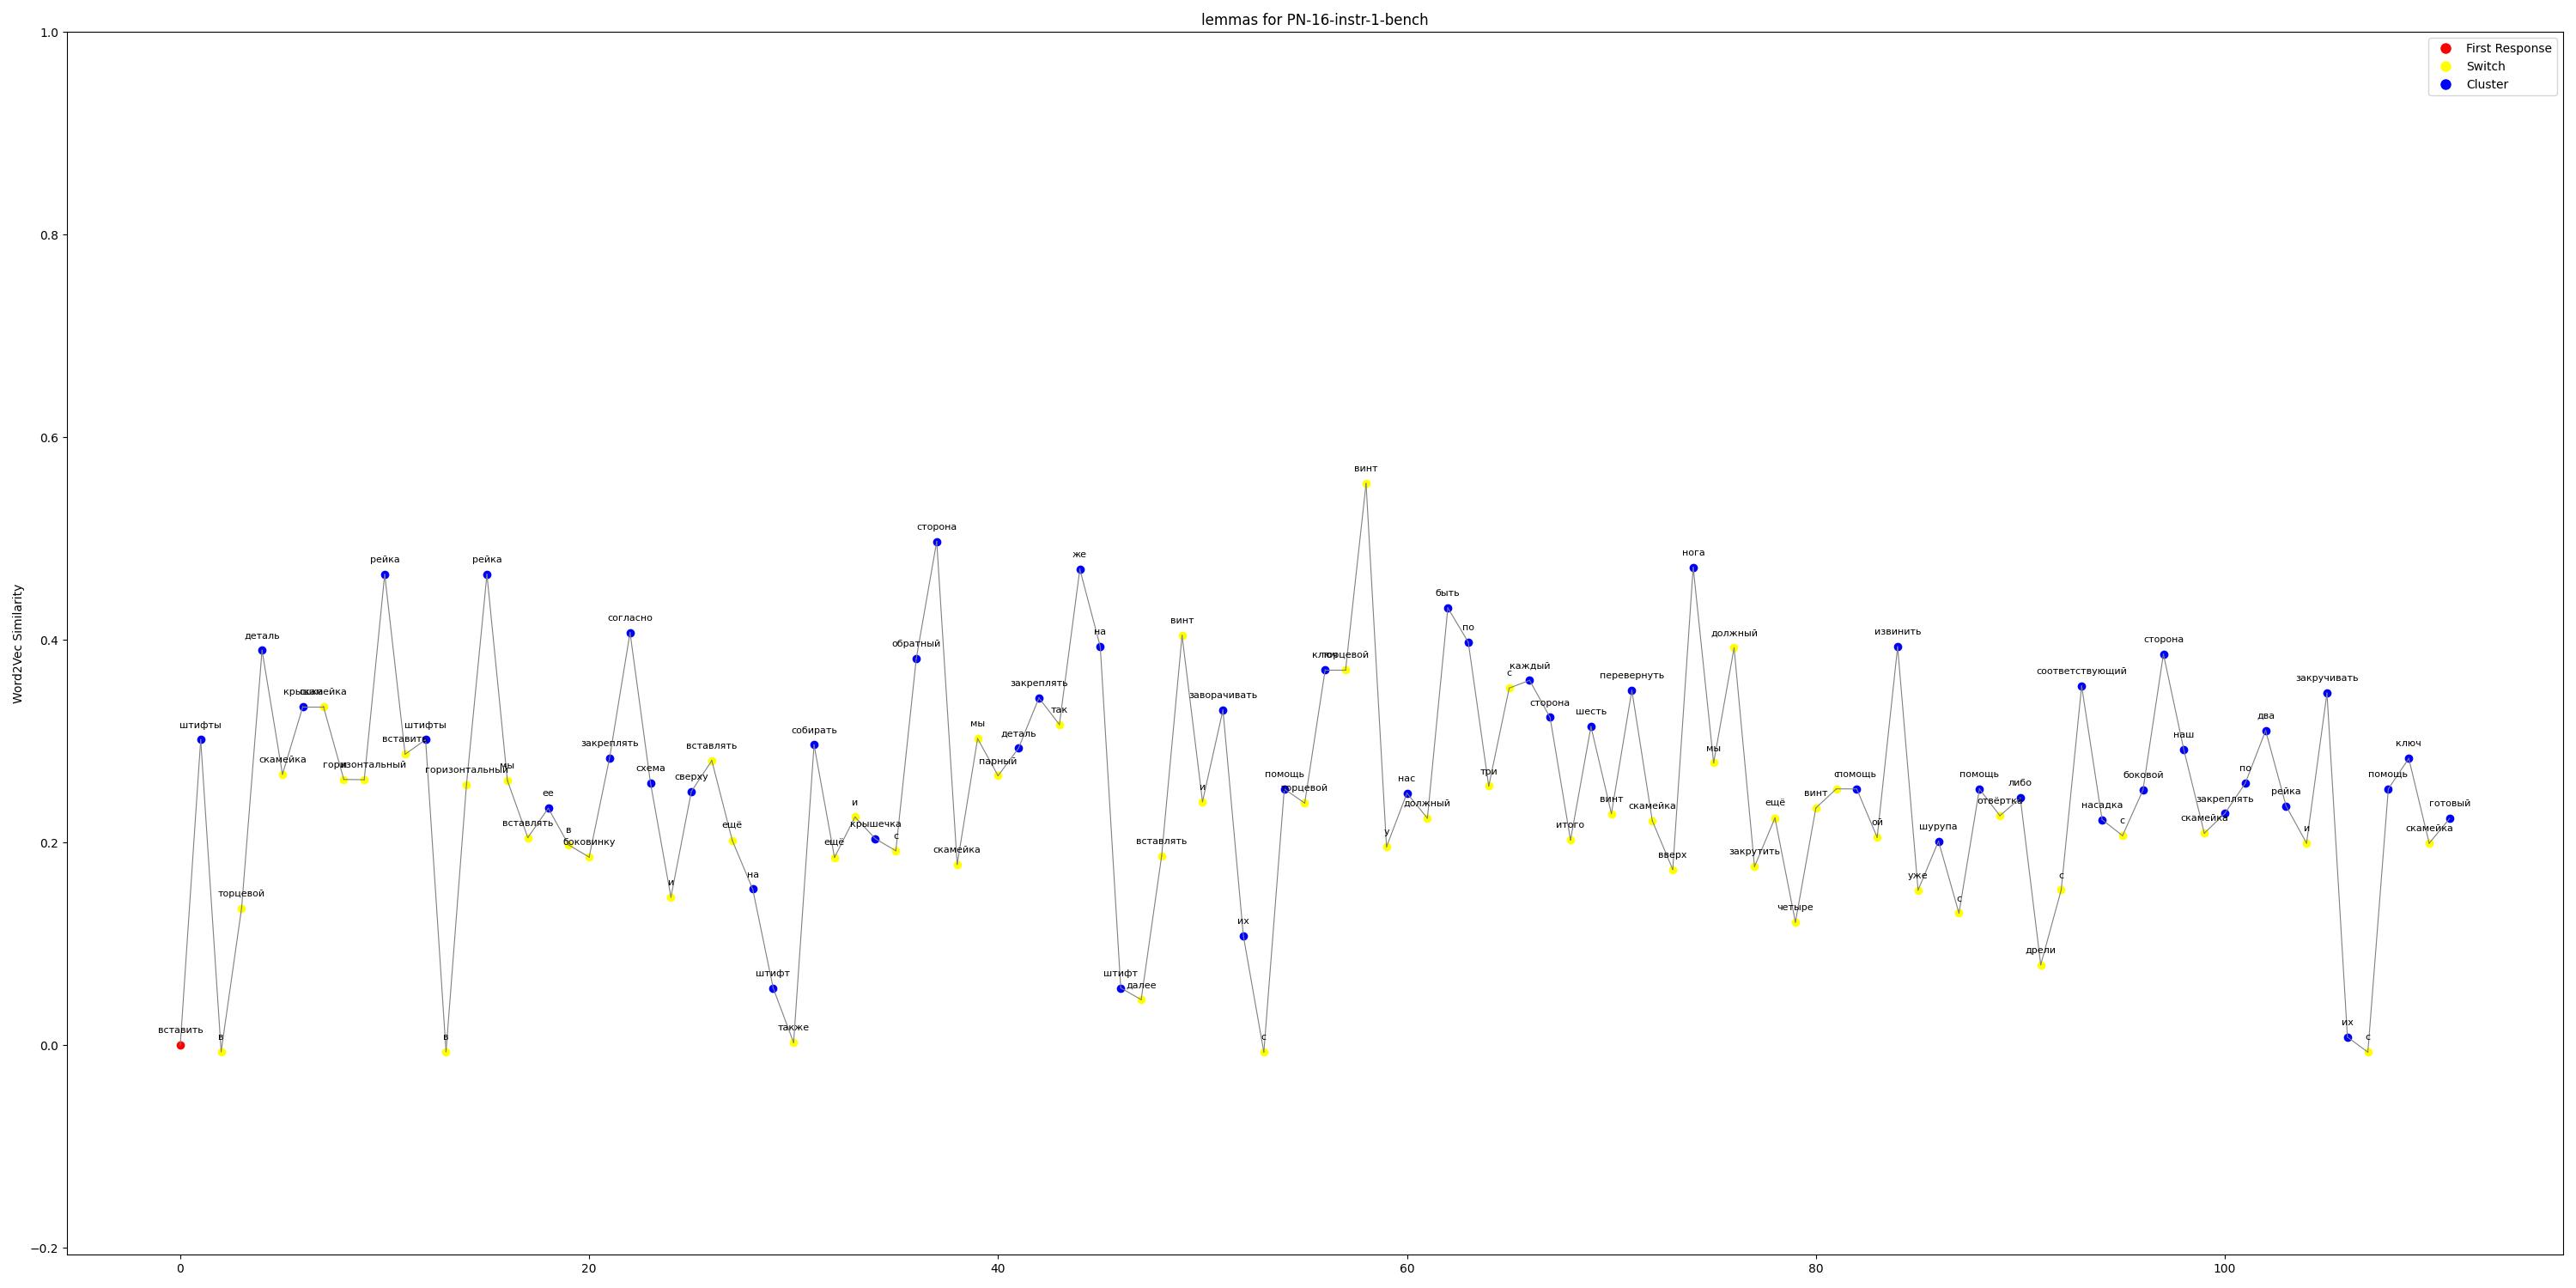 lemmas for PN-16-instr-1-bench
1.0
0.8
0.6
0.4
0.2
0.0
−0.2
Word2Vec Similarity
First Response
Switch
Cluster
вставить
штифты
в
торцевой
деталь
скамейка
крышка
скамейка
и
горизонтальный
рейка
вставить
штифты
в
горизонтальный
рейка
мы
вставлять
ее
в
боковинку
закреплять
согласно
схема
и
сверху
вставлять
ещё
на
штифт
также
собирать
ещё
и
крышечка
с
обратный
сторона
скамейка
мы
парный
деталь
закреплять
так
же
на
штифт
далее
вставлять
винт
и
заворачивать
их
с
помощь
торцевой
ключ
торцевой
винт
у
нас
должный
быть
по
три
с
каждый
сторона
итого
шесть
винт
перевернуть
скамейка
вверх
нога
мы
должный
закрутить
ещё
четыре
винт
с
помощь
ой
извинить
уже
шурупа
с
помощь
отвёртка
либо
дрели
с
соответствующий
насадка
с
боковой
сторона
наш
скамейка
закреплять
по
два
рейка
и
закручивать
их
с
помощь
ключ
скамейка
готовый
0
20
40
60
80
100